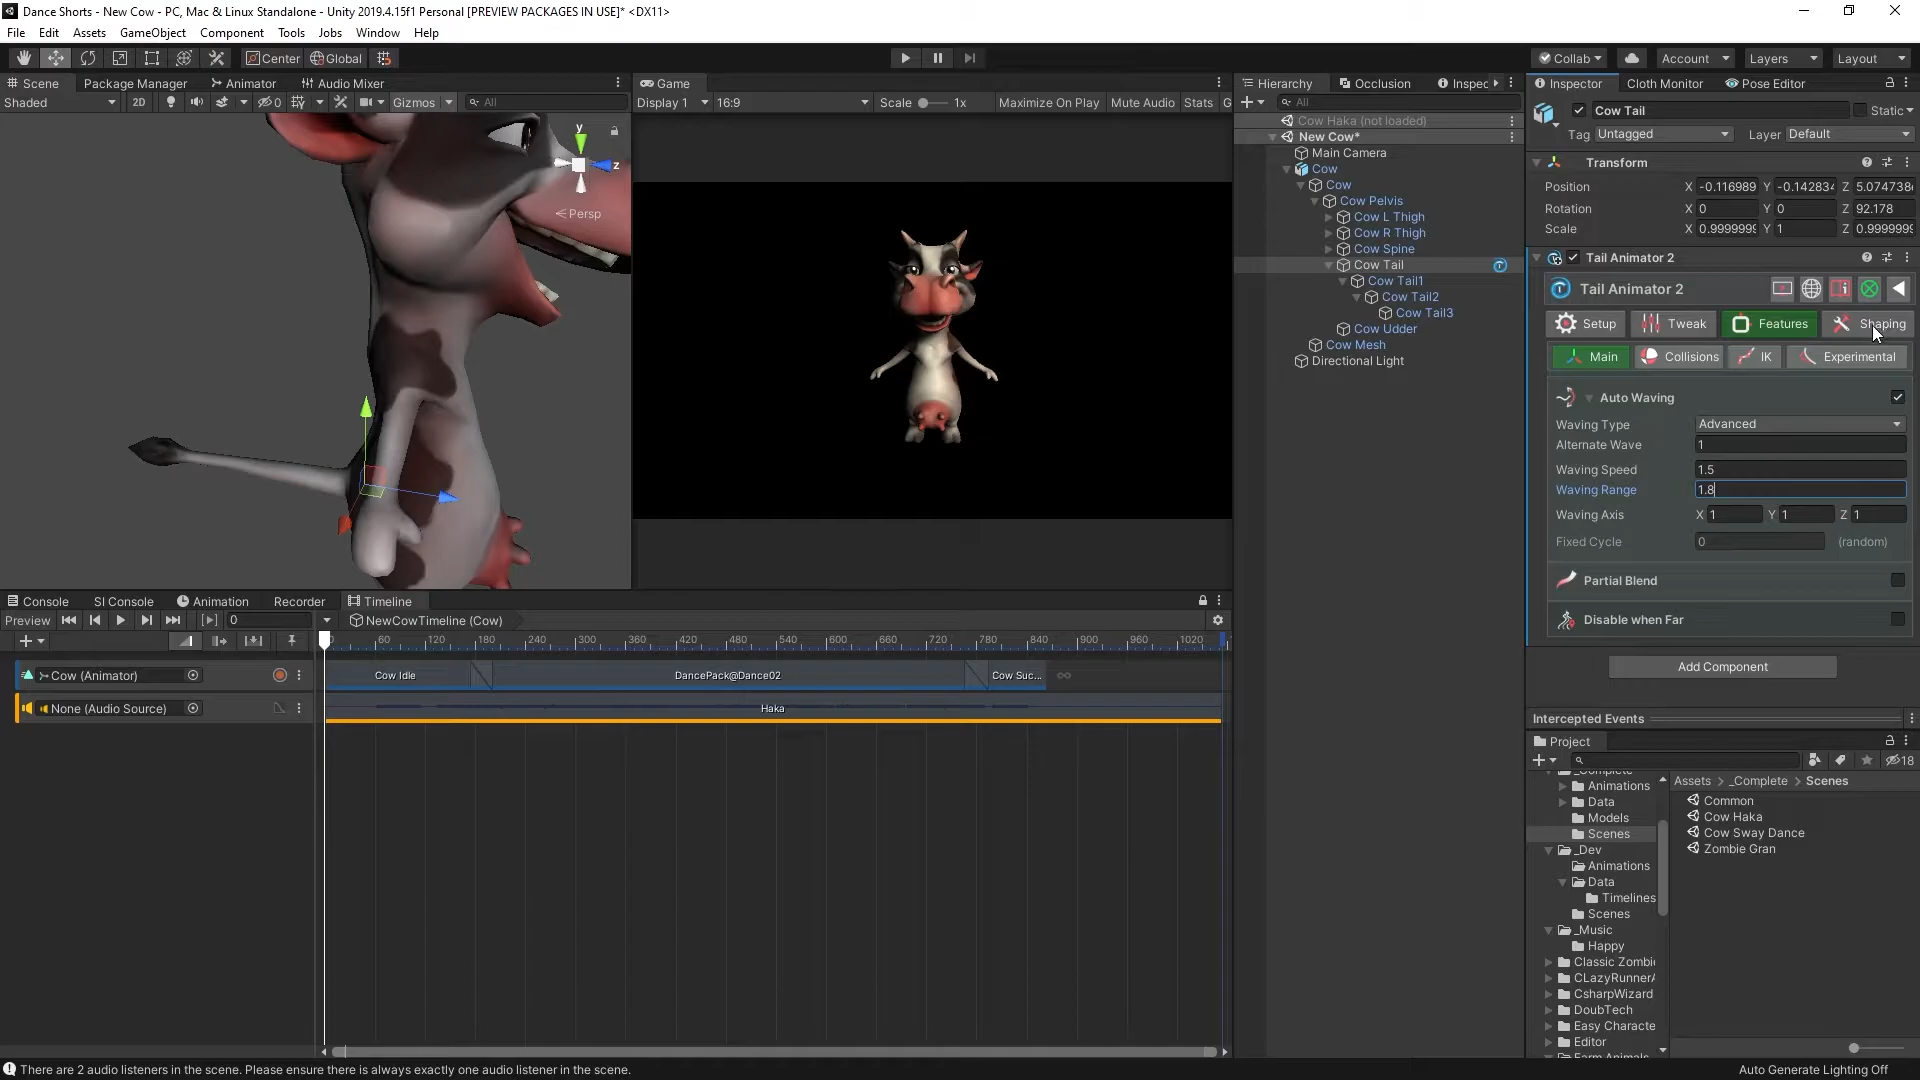 Dance Shorts - New Cow - PC, Mac & Linux Standalone - Unity 2019.4.15f1 Personal [PREVIEW PACKAGES IN USE]* <DX11>
File Edit Assets GameObject Component Tools Jobs Window Help
Center Global Collab Account Layers Layout
Scene Package Manager Animator Audio Mixer
Shaded 2D 0 Gizmos All
y
z
Persp
Game
Display 1 16:9 Scale 1x Maximize On Play Mute Audio Stats G
Hierarchy Occlusion Inspec
All
Cow Haka (not loaded)
New Cow*
Main Camera
Cow
Cow
Cow Pelvis
Cow L Thigh
Cow R Thigh
Cow Spine
Cow Tail
Cow Tail1
Cow Tail2
Cow Tail3
Cow Udder
Cow Mesh
Directional Light
Inspector Cloth Monitor Pose Editor
Cow Tail Static
Tag Untagged Layer Default
Transform
Position X -0.116989 Y -0.142834 Z 5.074738
Rotation X 0 Y 0 Z 92.178
Scale X 0.9999999 Y 1 Z 0.9999999
Tail Animator 2
Tail Animator 2
Setup Tweak Features Shaping
Main Collisions IK Experimental
Auto Waving
Waving Type Advanced
Alternate Wave 1
Waving Speed 1.5
Waving Range 1.8
Waving Axis X 1 Y 1 Z 1
Fixed Cycle 0 (random)
Partial Blend
Disable when Far
Add Component
Intercepted Events
Project
18
_Complete
Animations
Data
Models
Scenes
_Dev
Animations
Data
Timelines
Scenes
_Music
Happy
Classic Zombi
CLazyRunnerA
CsharpWizard
DoubTech
Easy Characte
Editor
Farm Animals
Assets > _Complete > Scenes
Common
Cow Haka
Cow Sway Dance
Zombie Gran
Console SI Console Animation Recorder Timeline
Preview 0 NewCowTimeline (Cow)
60 120 180 240 300 360 420 480 540 600 660 720 780 840 900 960 1020
Cow (Animator) Cow Idle DancePack@Dance02 Cow Suc...
None (Audio Source) Haka
There are 2 audio listeners in the scene. Please ensure there is always exactly one audio listener in the scene.
Auto Generate Lighting Off